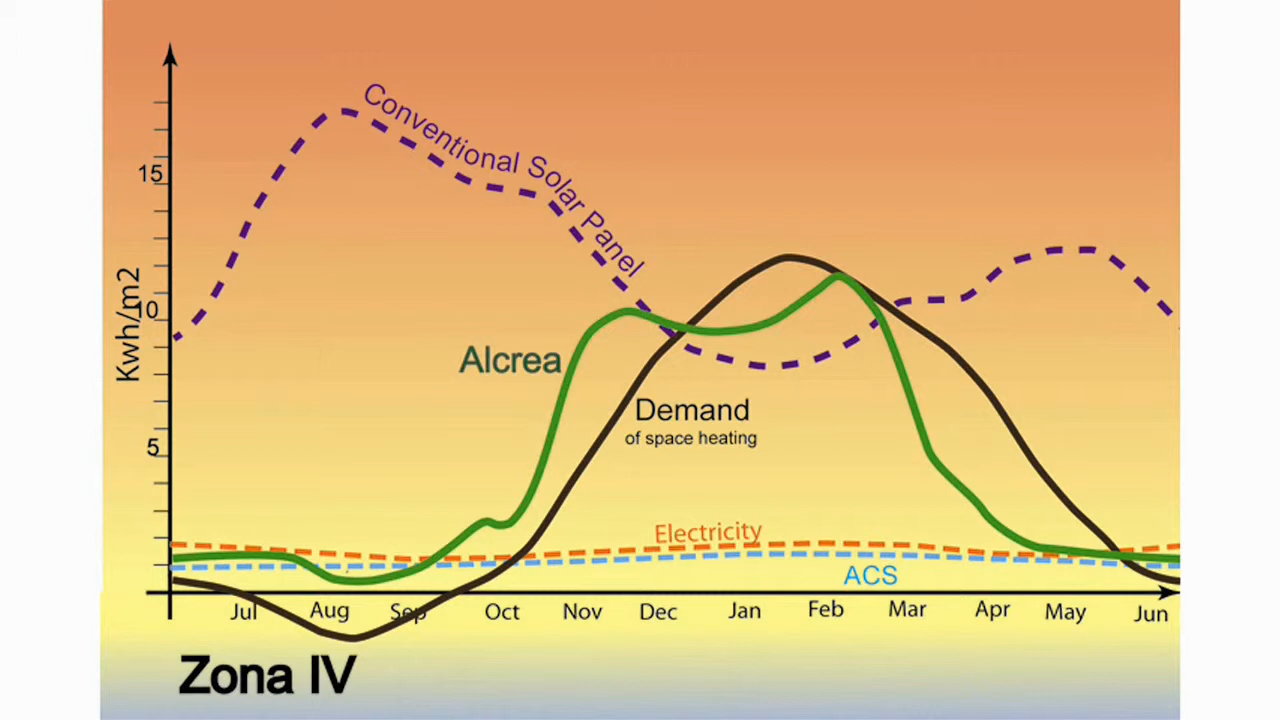 Conventional Solar Panel
15
Kwh/m2
10
Alcrea
Demand
of space heating
5
Electricity
ACS
Jul Aug Sep Oct Nov Dec Jan Feb Mar Apr May Jun
Zona IV